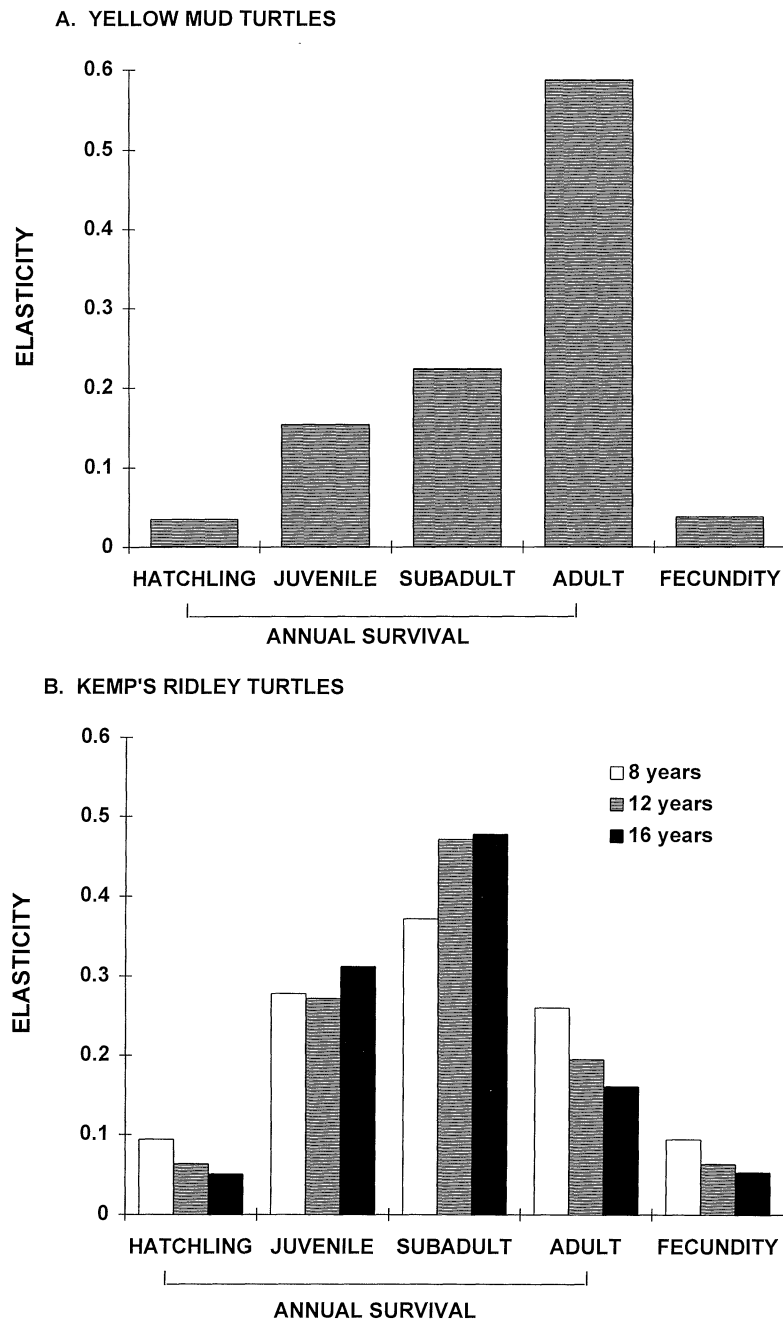 A. YELLOW MUD TURTLES
0.6
0.5
0.4
0.3
0.2
0.1
0
ELASTICITY
HATCHLING JUVENILE SUBADULT ADULT FECUNDITY
ANNUAL SURVIVAL
B. KEMP'S RIDLEY TURTLES
0.6
0.5
0.4
0.3
0.2
0.1
0
ELASTICITY
8 years
12 years
16 years
HATCHLING JUVENILE SUBADULT ADULT FECUNDITY
ANNUAL SURVIVAL